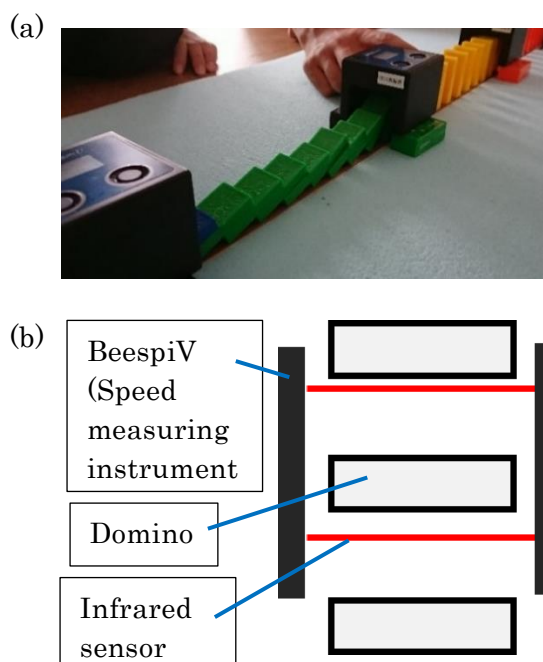 (a)
(b)
BeespiV
(Speed
measuring
instrument
Domino
Infrared
sensor